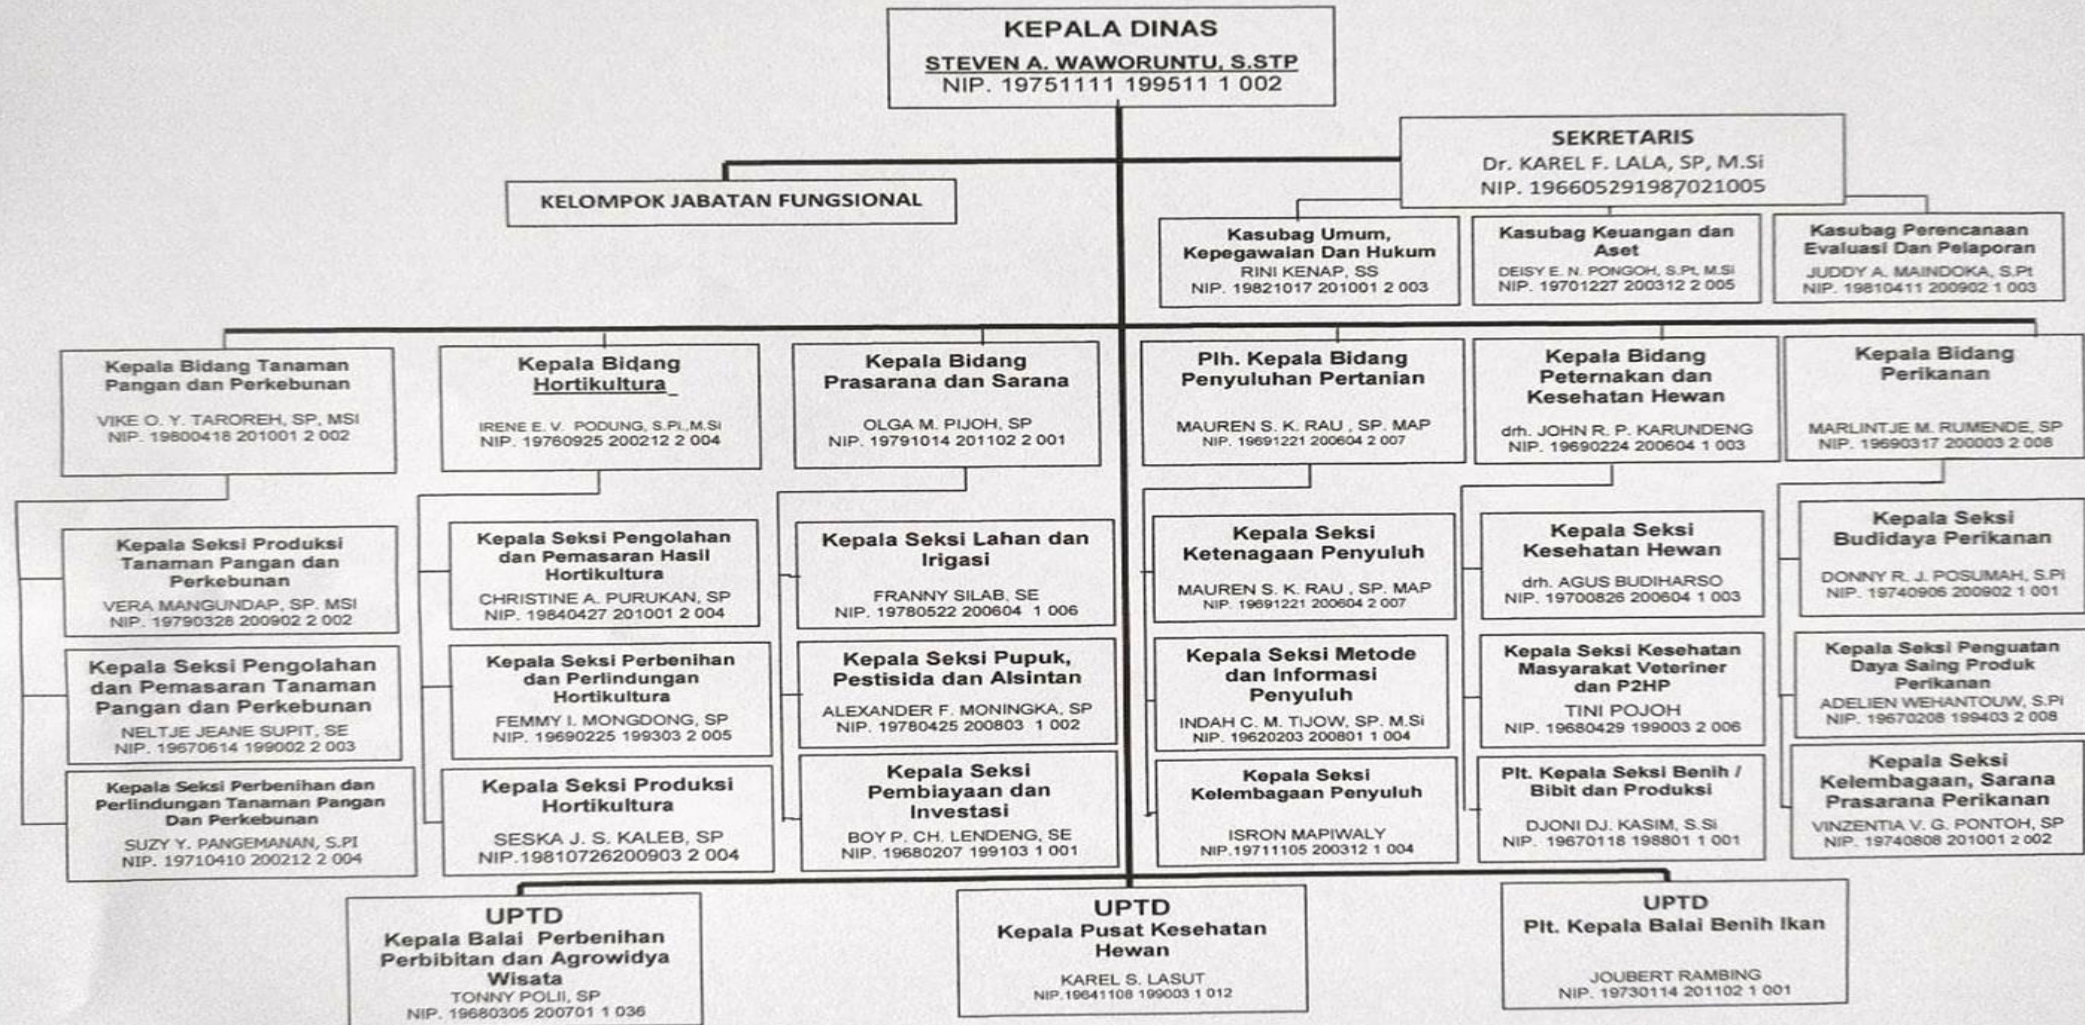 KEPALA DINAS
STEVEN A. WAWORUNTU, S.STP
NIP. 19751111 199511 1 002
SEKRETARIS
Dr. KAREL F. LALA, SP, M.Si
NIP. 196605291987021005
KELOMPOK JABATAN FUNGSIONAL
Kasubag Umum,
Kepegawaian Dan Hukum
RINI KENAP, SS
NIP. 19821017 201001 2 003
Kasubag Keuangan dan
Aset
DEISY E. N. PONGOH, S.Pt, M.Si
NIP. 19701227 200312 2 005
Kasubag Perencanaan
Evaluasi Dan Pelaporan
JUDDY A. MAINDOKA, S.Pt
NIP. 19810411 200902 1 003
Kepala Bidang Tanaman
Pangan dan Perkebunan
VIKE O. Y. TAROREH, SP, MSI
NIP. 19800418 201001 2 002
Kepala Bidang
Hortikultura
IRENE E. V. PODUNG, S.Pi.,M.Si
NIP. 19760925 200212 2 004
Kepala Bidang
Prasarana dan Sarana
OLGA M. PIJOH, SP
NIP. 19791014 201102 2 001
Plh. Kepala Bidang
Penyuluhan Pertanian
MAUREN S. K. RAU , SP. MAP
NIP. 19691221 200604 2 007
Kepala Bidang
Peternakan dan
Kesehatan Hewan
drh. JOHN R. P. KARUNDENG
NIP. 19690224 200604 1 003
Kepala Bidang
Perikanan
MARLINTJE M. RUMENDE, SP
NIP. 19690317 200003 2 008
Kepala Seksi Produksi
Tanaman Pangan dan
Perkebunan
VERA MANGUNDAP, SP. MSI
NIP. 19790328 200902 2 002
Kepala Seksi Pengolahan
dan Pemasaran Hasil
Hortikultura
CHRISTINE A. PURUKAN, SP
NIP. 19840427 201001 2 004
Kepala Seksi Lahan dan
Irigasi
FRANNY SILAB, SE
NIP. 19780522 200604 1 006
Kepala Seksi
Ketenagaan Penyuluh
MAUREN S. K. RAU , SP. MAP
NIP. 19691221 200604 2 007
Kepala Seksi
Kesehatan Hewan
drh. AGUS BUDIHARSO
NIP. 19700826 200604 1 003
Kepala Seksi
Budidaya Perikanan
DONNY R. J. POSUMAH, S.Pi
NIP. 19740906 200902 1 001
Kepala Seksi Pengolahan
dan Pemasaran Tanaman
Pangan dan Perkebunan
NELTJE JEANE SUPIT, SE
NIP. 19670614 199002 2 003
Kepala Seksi Perbenihan
dan Perlindungan
Hortikultura
FEMMY I. MONGDONG, SP
NIP. 19690225 199303 2 005
Kepala Seksi Pupuk,
Pestisida dan Alsintan
ALEXANDER F. MONINGKA, SP
NIP. 19780425 200803 1 002
Kepala Seksi Metode
dan Informasi
Penyuluh
INDAH C. M. TIJOW, SP. M.Si
NIP. 19620203 200801 1 004
Kepala Seksi Kesehatan
Masyarakat Veteriner
dan P2HP
TINI POJOH
NIP. 19680429 199003 2 006
Kepala Seksi Penguatan
Daya Saing Produk
Perikanan
ADELIEN WEHANTOUW, S.Pi
NIP. 19670208 199403 2 008
Kepala Seksi Perbenihan dan
Perlindungan Tanaman Pangan
Dan Perkebunan
SUZY Y. PANGEMANAN, S.PI
NIP. 19710410 200212 2 004
Kepala Seksi Produksi
Hortikultura
SESKA J. S. KALEB, SP
NIP.19810726200903 2 004
Kepala Seksi
Pembiayaan dan
Investasi
BOY P. CH. LENDENG, SE
NIP. 19680207 199103 1 001
Kepala Seksi
Kelembagaan Penyuluh
ISRON MAPIWALY
NIP.19711105 200312 1 004
Plt. Kepala Seksi Benih /
Bibit dan Produksi
DJONI DJ. KASIM, S.Si
NIP. 19670118 198801 1 001
Kepala Seksi
Kelembagaan, Sarana
Prasarana Perikanan
VINZENTIA V. G. PONTOH, SP
NIP. 19740808 201001 2 002
UPTD
Kepala Balai Perbenihan
Perbibitan dan Agrowidya
Wisata
TONNY POLII, SP
NIP. 19680305 200701 1 036
UPTD
Kepala Pusat Kesehatan
Hewan
KAREL S. LASUT
NIP.19641108 199003 1 012
UPTD
Plt. Kepala Balai Benih Ikan
JOUBERT RAMBING
NIP. 19730114 201102 1 001